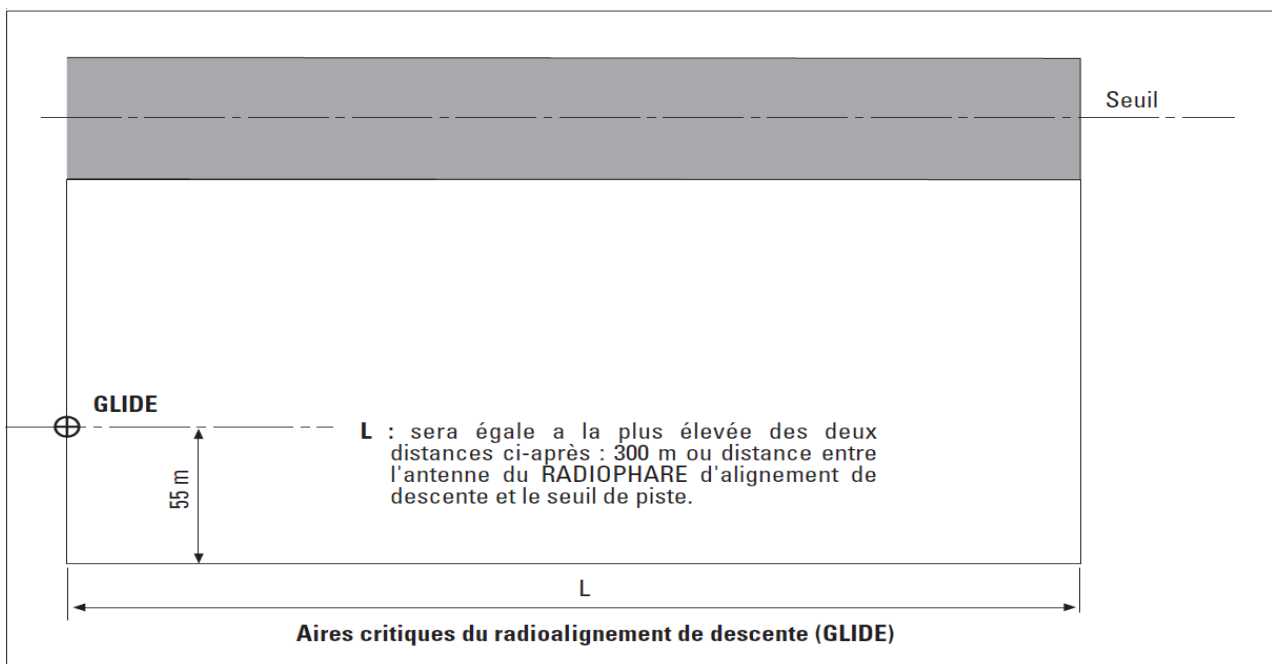 Seuil
GLIDE
L : sera égale a la plus élevée des deux
distances ci-après : 300 m ou distance entre
l'antenne du RADIOPHARE d'alignement de
descente et le seuil de piste.
55 m
L
Aires critiques du radioalignement de descente (GLIDE)